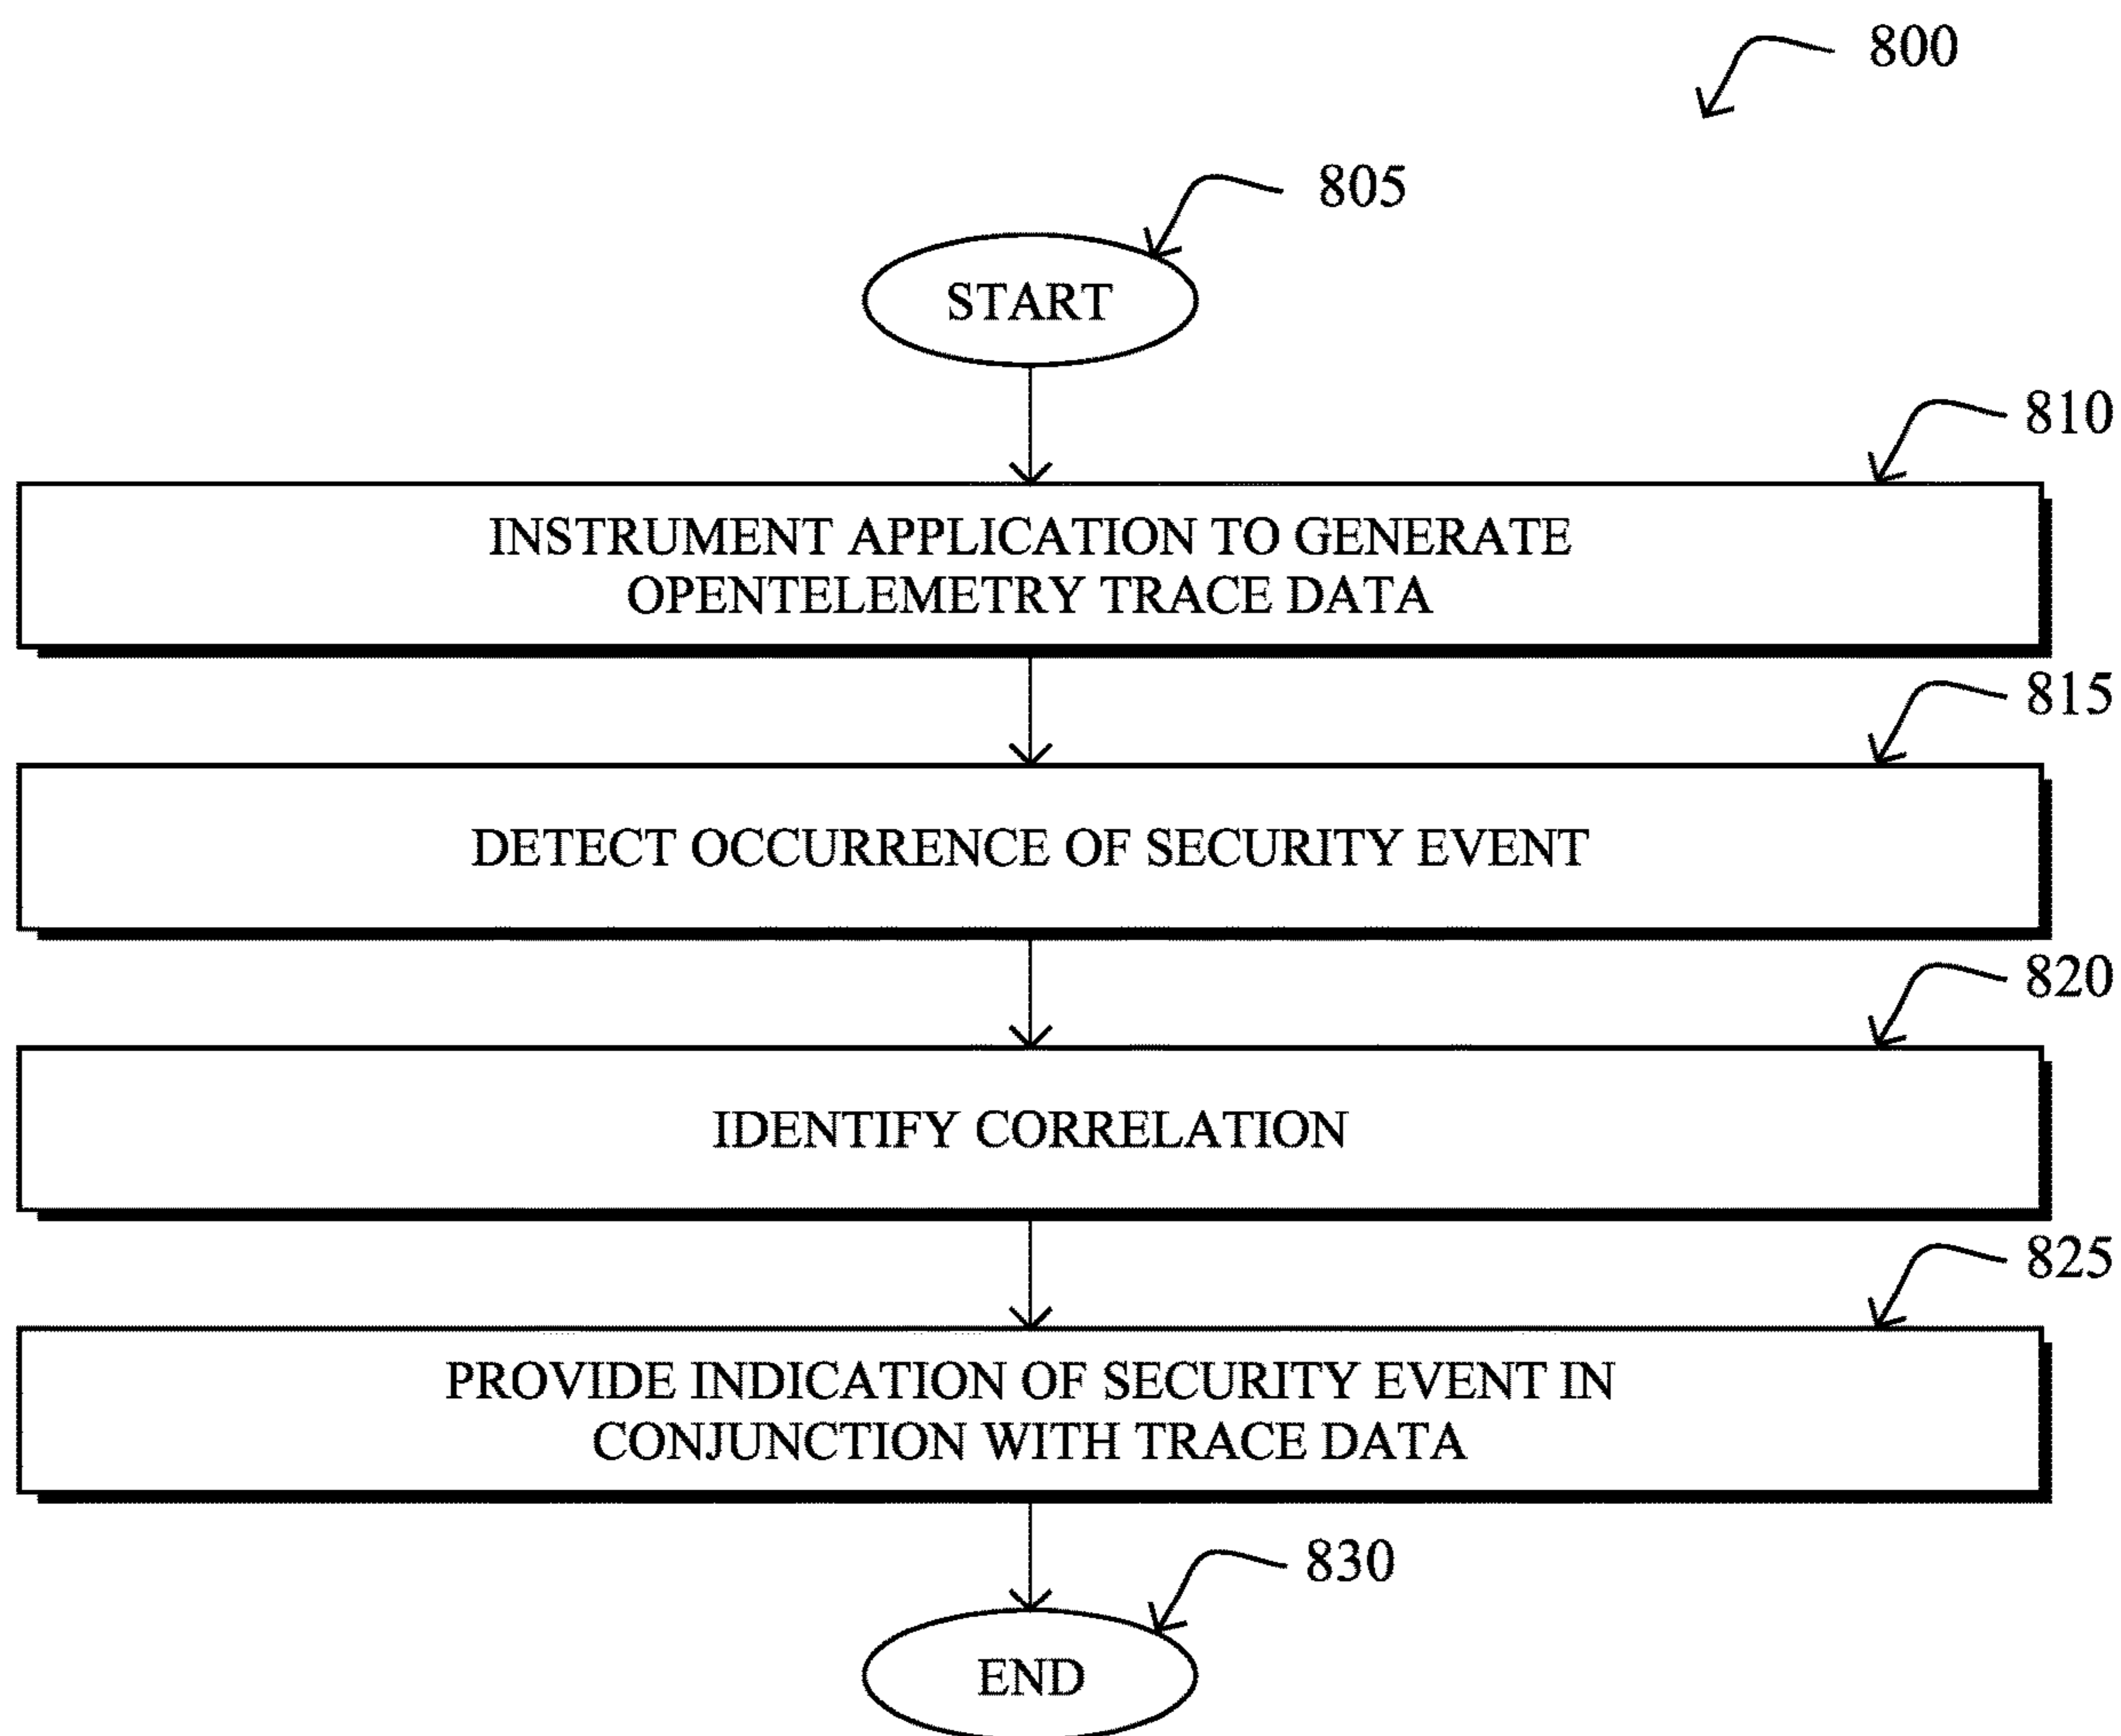 800
805
START
810
INSTRUMENT APPLICATION TO GENERATE
OPENTELEMETRY TRACE DATA
815
DETECT OCCURRENCE OF SECURITY EVENT
820
IDENTIFY CORRELATION
825
PROVIDE INDICATION OF SECURITY EVENT IN
CONJUNCTION WITH TRACE DATA
830
END